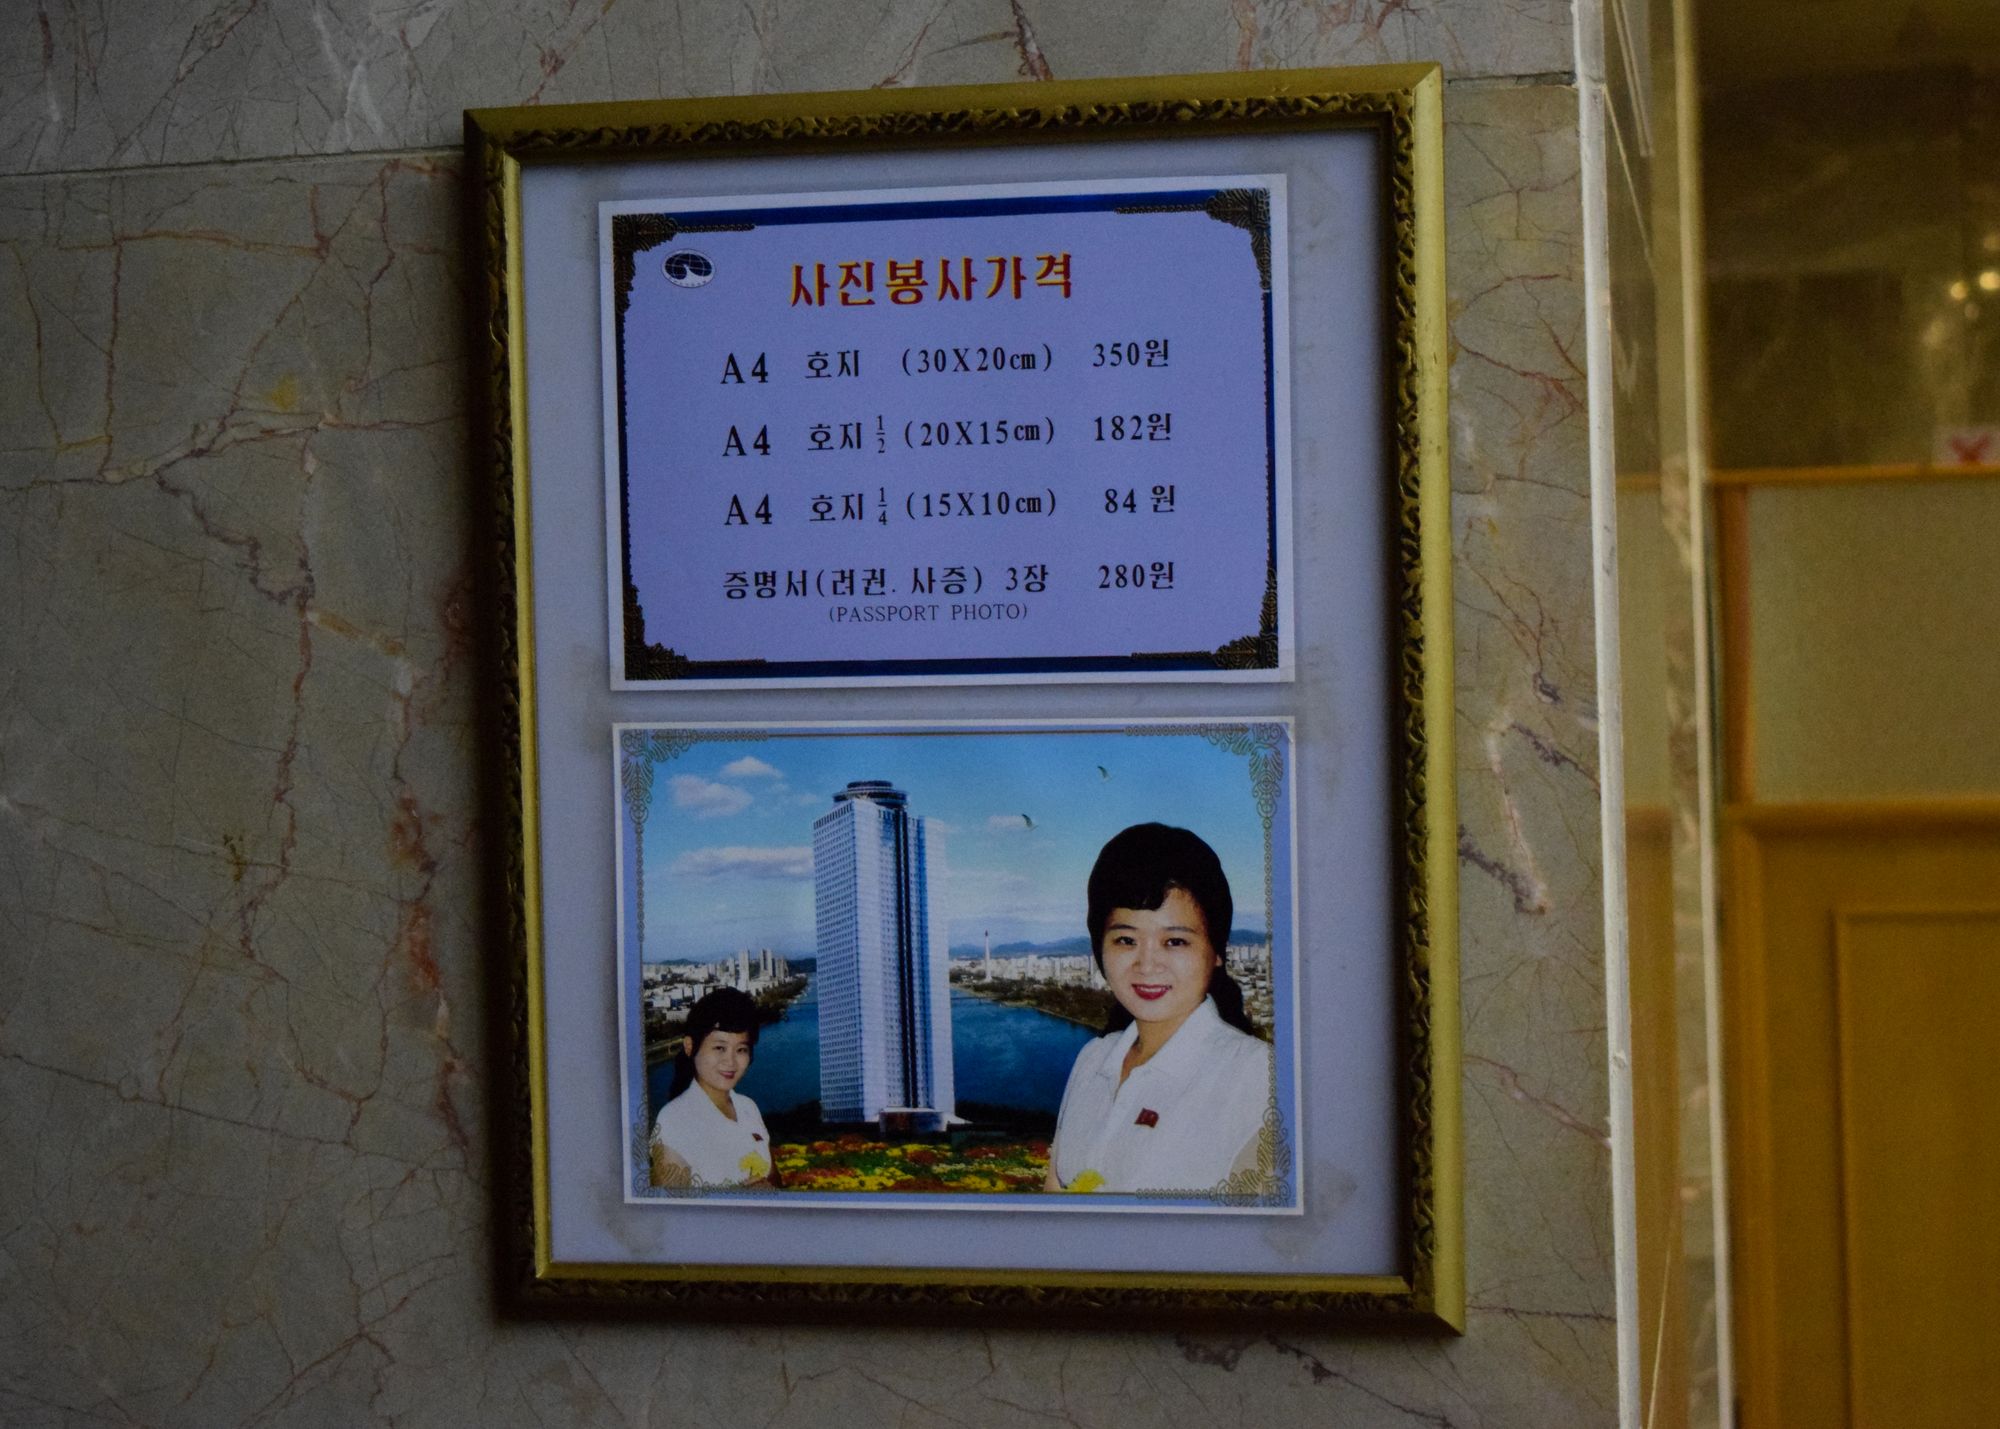 사진봉사가격
A4 호지 (30X20㎝) 350원
A4 호지 ½ (20X15㎝) 182원
A4 호지 ¼ (15X10㎝) 84 원
증명서(려권. 사증) 3장 280원
(PASSPORT PHOTO)